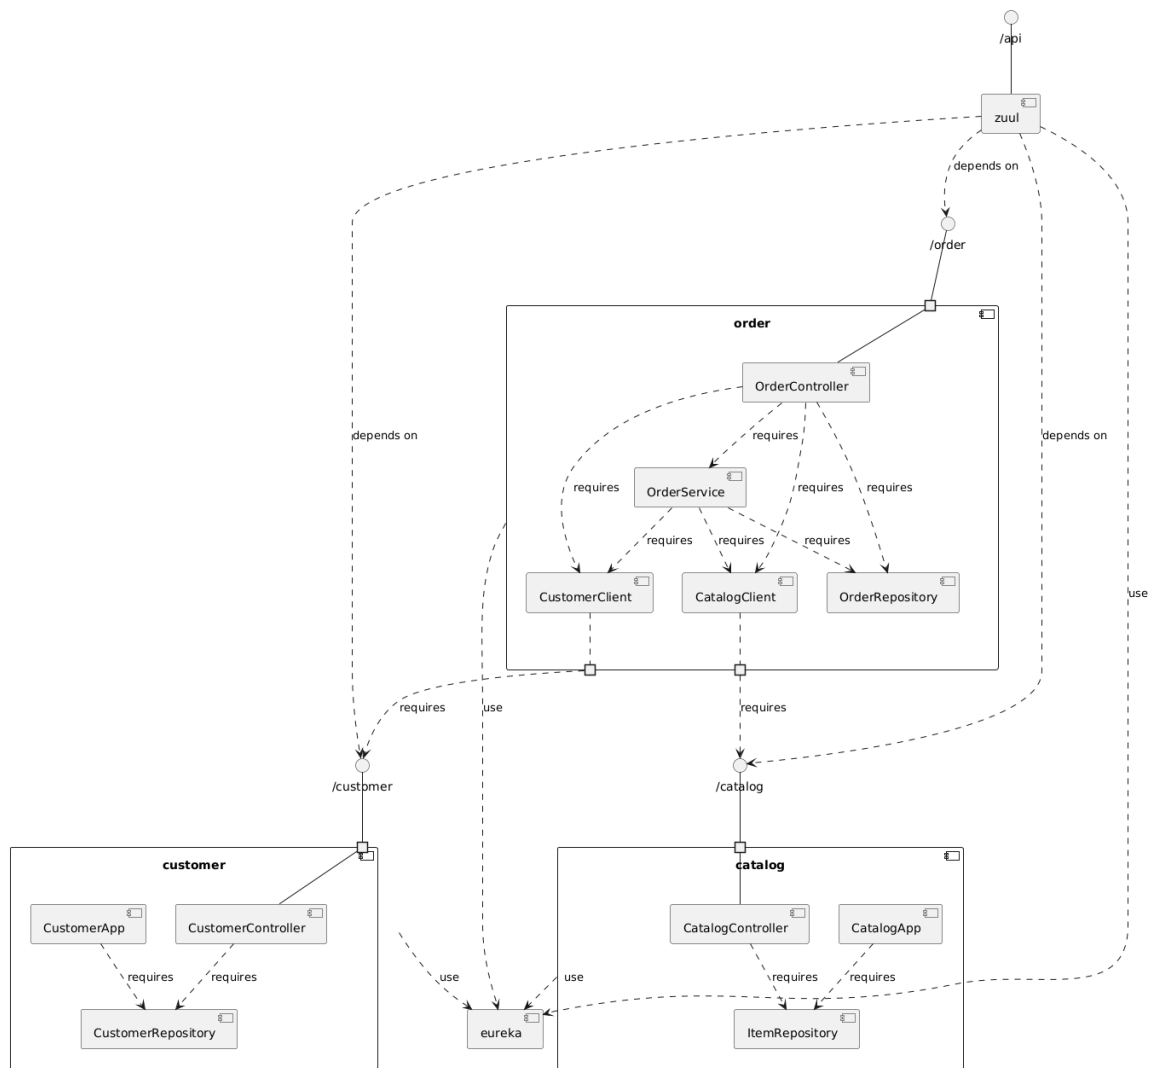 /api
zuul
depends on
/order
order
OrderController
depends on
depends on
requires
OrderService
requires
requires
requires
requires
requires
requires
use
CustomerClient
CatalogClient
OrderRepository
requires
use
requires
/customer
/catalog
customer
catalog
CustomerApp
CustomerController
CatalogController
CatalogApp
requires
requires
use
use
requires
requires
CustomerRepository
eureka
ItemRepository